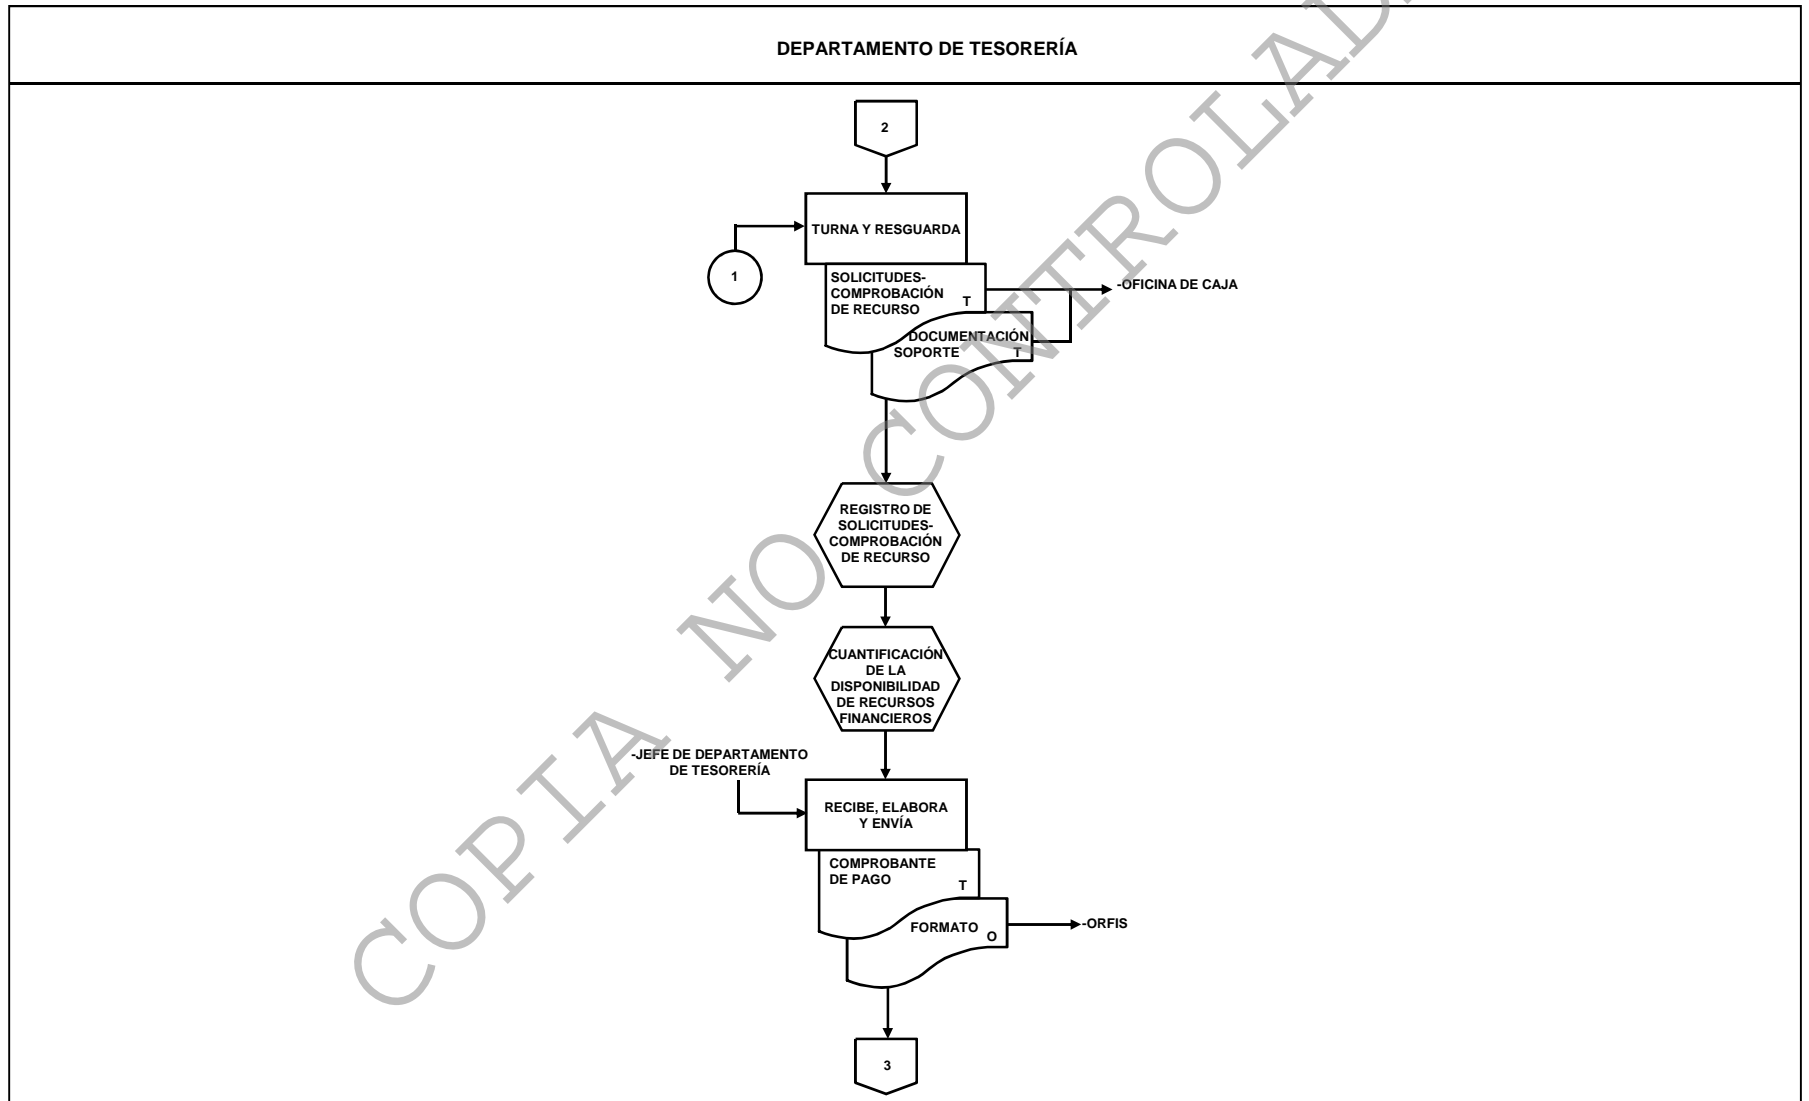 DEPARTAMENTO DE TESORERÍA
2
TURNA Y RESGUARDA
1
SOLICITUDES-
COMPROBACIÓN
DE RECURSO
T
-OFICINA DE CAJA
DOCUMENTACIÓN
SOPORTE
T
REGISTRO DE
SOLICITUDES-
COMPROBACIÓN
DE RECURSO
CUANTIFICACIÓN
DE LA
DISPONIBILIDAD
DE RECURSOS
FINANCIEROS
-JEFE DE DEPARTAMENTO
DE TESORERÍA
RECIBE, ELABORA
Y ENVÍA
COMPROBANTE
DE PAGO
T
FORMATO
O
-ORFIS
3
COPIA NO CONTROLAD